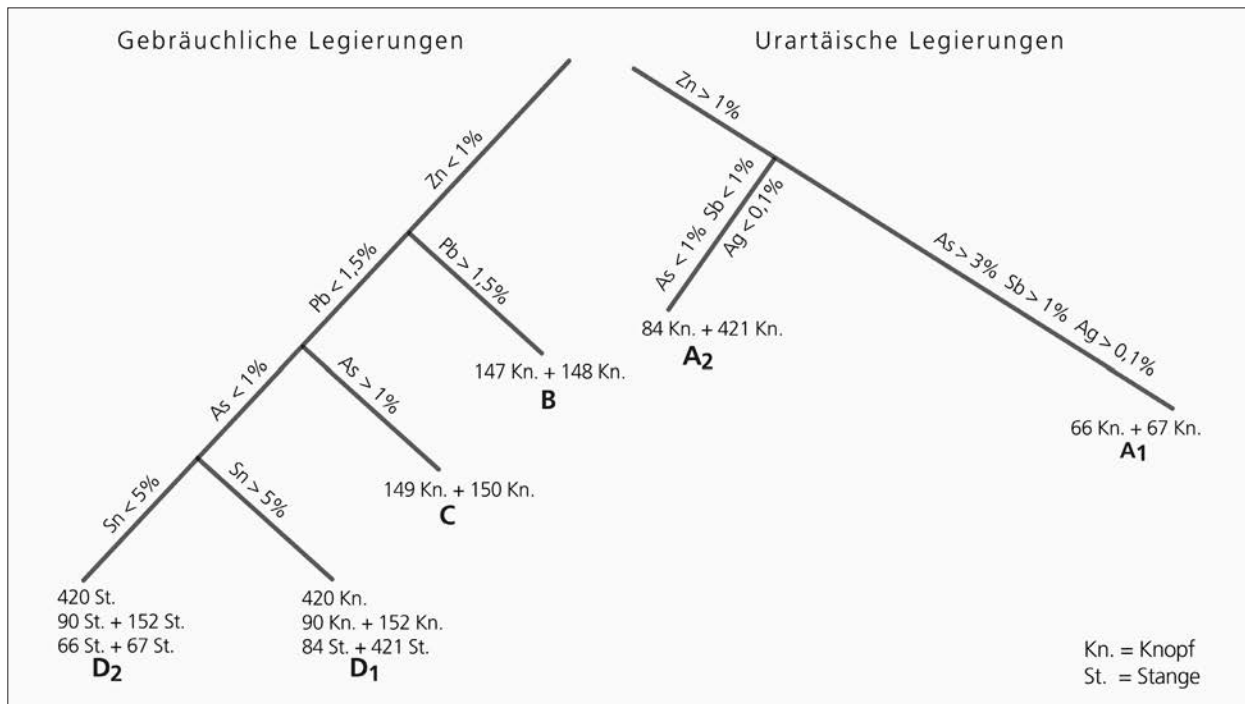 Gebräuchliche Legierungen
Urartäische Legierungen
Zn < 1%
Pb < 1,5%
Pb > 1,5%
147 Kn. + 148 Kn.
B
As < 1%
As > 1%
149 Kn. + 150 Kn.
C
Sn < 5%
Sn > 5%
420 St.
90 St. + 152 St.
66 St. + 67 St.
D2
420 Kn.
90 Kn. + 152 Kn.
84 St. + 421 St.
D1
Zn > 1%
As < 1% Sb < 1%
Ag < 0,1%
84 Kn. + 421 Kn.
A2
As > 3% Sb > 1% Ag > 0,1%
66 Kn. + 67 Kn.
A1
Kn. = Knopf
St. = Stange